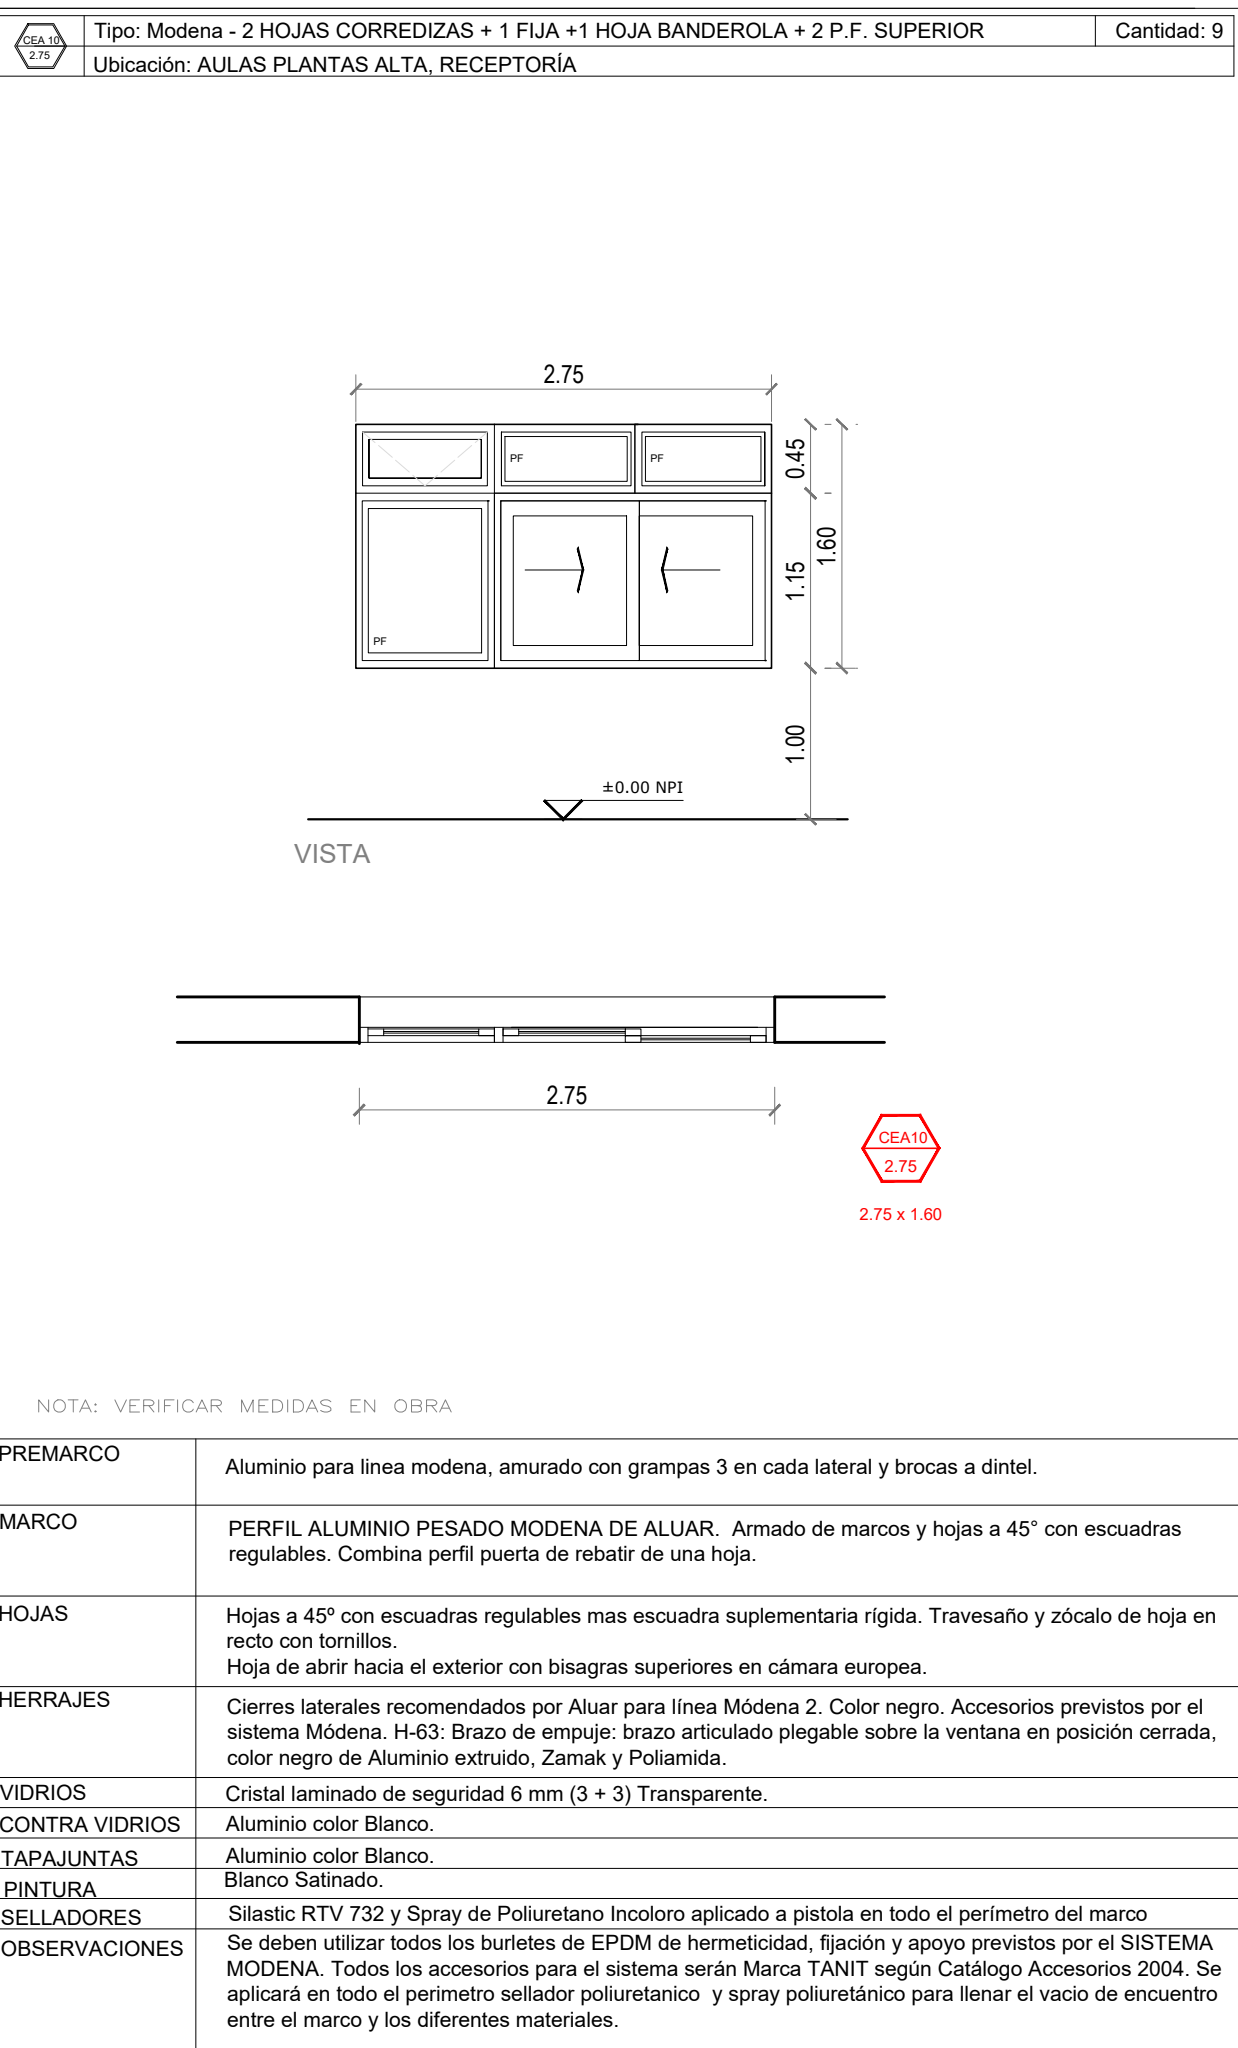 CEA 10
2.75
Tipo: Modena - 2 HOJAS CORREDIZAS + 1 FIJA +1 HOJA BANDEROLA + 2 P.F. SUPERIOR
Cantidad: 9
Ubicación: AULAS PLANTAS ALTA, RECEPTORÍA
2.75
PF
PF
0.45
1.60
1.15
PF
1.00
±0.00 NPI
VISTA
2.75
CEA10
2.75
2.75 x 1.60
NOTA: VERIFICAR MEDIDAS EN OBRA
PREMARCO
Aluminio para linea modena, amurado con grampas 3 en cada lateral y brocas a dintel.
MARCO
PERFIL ALUMINIO PESADO MODENA DE ALUAR. Armado de marcos y hojas a 45° con escuadras
regulables. Combina perfil puerta de rebatir de una hoja.
HOJAS
Hojas a 45º con escuadras regulables mas escuadra suplementaria rígida. Travesaño y zócalo de hoja en
recto con tornillos.
Hoja de abrir hacia el exterior con bisagras superiores en cámara europea.
HERRAJES
Cierres laterales recomendados por Aluar para línea Módena 2. Color negro. Accesorios previstos por el
sistema Módena. H-63: Brazo de empuje: brazo articulado plegable sobre la ventana en posición cerrada,
color negro de Aluminio extruido, Zamak y Poliamida.
VIDRIOS
Cristal laminado de seguridad 6 mm (3 + 3) Transparente.
CONTRA VIDRIOS
Aluminio color Blanco.
TAPAJUNTAS
Aluminio color Blanco.
PINTURA
Blanco Satinado.
SELLADORES
Silastic RTV 732 y Spray de Poliuretano Incoloro aplicado a pistola en todo el perímetro del marco
OBSERVACIONES
Se deben utilizar todos los burletes de EPDM de hermeticidad, fijación y apoyo previstos por el SISTEMA
MODENA. Todos los accesorios para el sistema serán Marca TANIT según Catálogo Accesorios 2004. Se
aplicará en todo el perimetro sellador poliuretanico y spray poliuretánico para llenar el vacio de encuentro
entre el marco y los diferentes materiales.